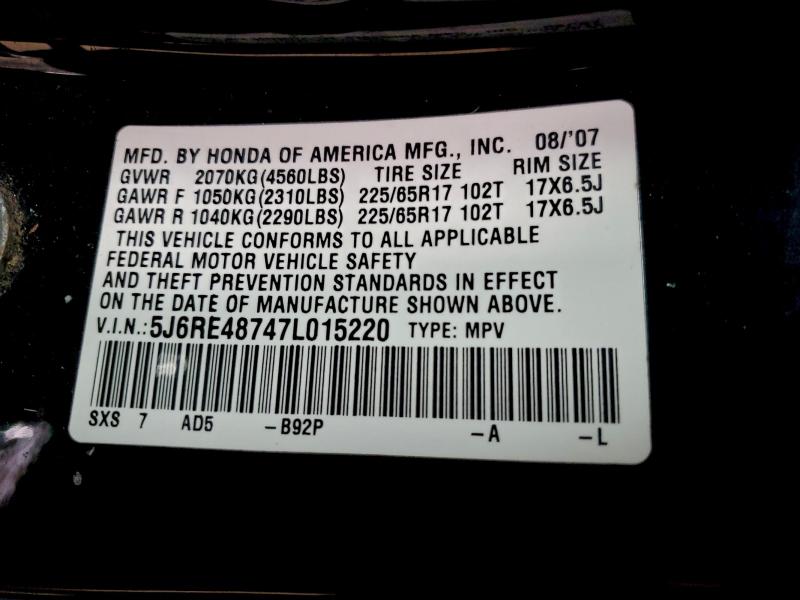 MFD. BY HONDA OF AMERICA MFG., INC. 08/'07
GVWR 2070KG(4560LBS) TIRE SIZE RIM SIZE
GAWR F 1050KG(2310LBS) 225/65R17 102T 17X6.5J
GAWR R 1040KG(2290LBS) 225/65R17 102T 17X6.5J
THIS VEHICLE CONFORMS TO ALL APPLICABLE
FEDERAL MOTOR VEHICLE SAFETY
AND THEFT PREVENTION STANDARDS IN EFFECT
ON THE DATE OF MANUFACTURE SHOWN ABOVE.
V.I.N.:5J6RE48747L015220 TYPE: MPV
SXS 7 AD5 -B92P -A -L